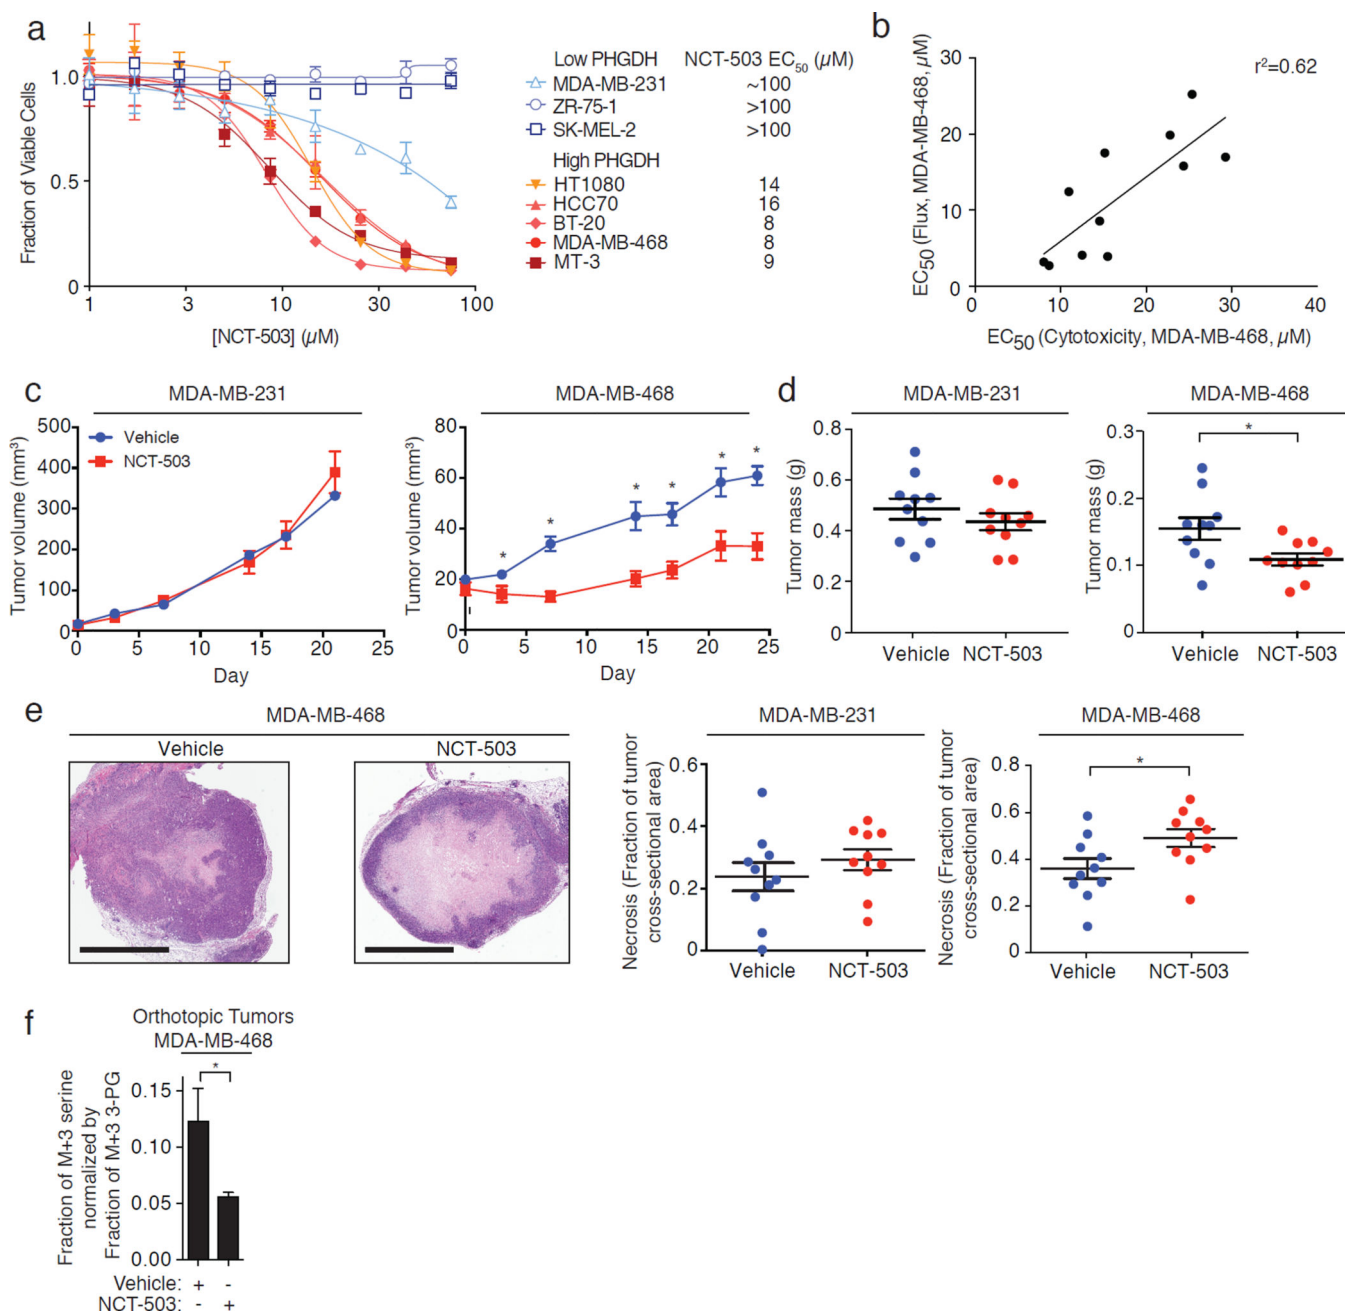 a
Fraction of Viable Cells
1.0
0.5
0
1 3 10 30 100
[NCT-503] (µM)
Low PHGDH NCT-503 EC50 (µM)
MDA-MB-231 ~100
ZR-75-1 >100
SK-MEL-2 >100
High PHGDH
HT1080 14
HCC70 16
BT-20 8
MDA-MB-468 8
MT-3 9
b
EC50 (Flux, MDA-MB-468, µM)
30
20
10
0
0 10 20 30 40
r²=0.62
EC50 (Cytotoxicity, MDA-MB-468, µM)
c
MDA-MB-231
Tumor volume (mm³)
500
400
300
200
100
0
0 5 10 15 20 25
Day
Vehicle
NCT-503
MDA-MB-468
Tumor volume (mm³)
80
60
40
20
0
0 5 10 15 20 25
Day
* * * * * *
d
MDA-MB-231
Tumor mass (g)
0.8
0.6
0.4
0.2
0
Vehicle NCT-503
MDA-MB-468
Tumor mass (g)
0.3
0.2
0.1
0
*
Vehicle NCT-503
e
MDA-MB-468
Vehicle NCT-503
MDA-MB-231
Necrosis (Fraction of tumor
cross-sectional area)
0.6
0.4
0.2
0
Vehicle NCT-503
MDA-MB-468
Necrosis (Fraction of tumor
cross-sectional area)
0.8
0.6
0.4
0.2
0
*
Vehicle NCT-503
f
Orthotopic Tumors
MDA-MB-468
Fraction of M+3 serine
normalized by
Fraction of M+3 3-PG
0.15
0.10
0.05
0.00
*
Vehicle: + -
NCT-503: - +